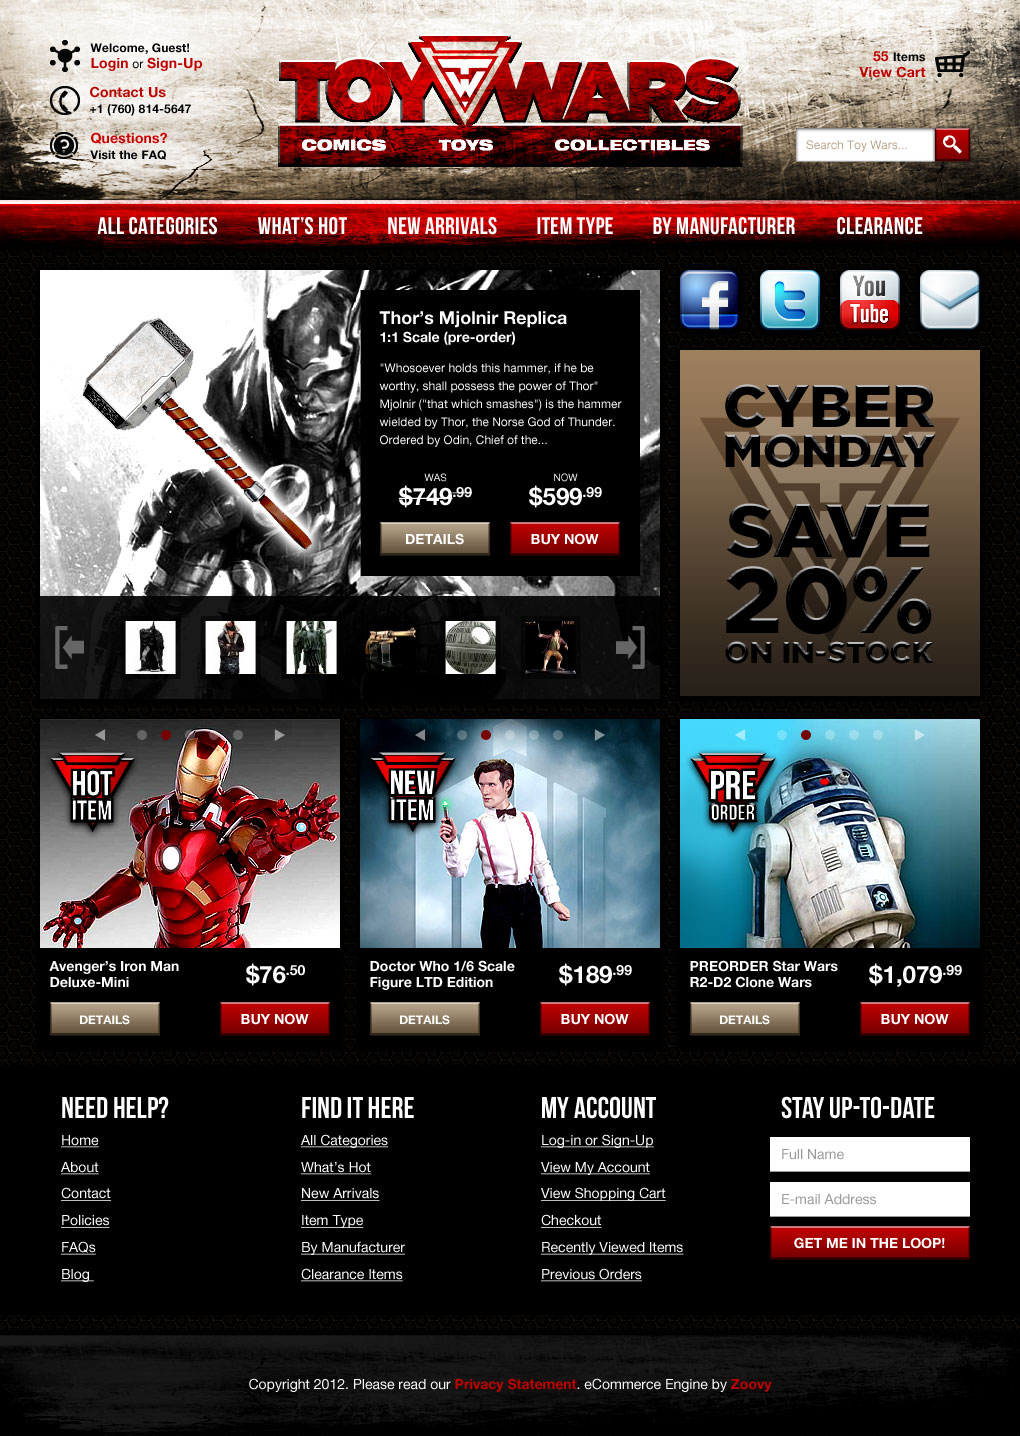 Welcome, Guest!
Login or Sign-Up
Contact Us
+1 (760) 814-5647
Questions?
Visit the FAQ
TOY WARS
COMICS TOYS COLLECTIBLES
55 Items
View Cart
Search Toy Wars...
ALL CATEGORIES WHAT'S HOT NEW ARRIVALS ITEM TYPE BY MANUFACTURER CLEARANCE
Thor's Mjolnir Replica
1:1 Scale (pre-order)
"Whosoever holds this hammer, if he be
worthy, shall possess the power of Thor"
Mjolnir ("that which smashes") is the hammer
wielded by Thor, the Norse God of Thunder.
Ordered by Odin, Chief of the...
WAS NOW
$749.99 $599.99
DETAILS BUY NOW
You
Tube
CYBER
MONDAY
SAVE
20%
ON IN-STOCK
HOT
ITEM
Avenger's Iron Man
Deluxe-Mini
$76.50
DETAILS BUY NOW
NEW
ITEM
Doctor Who 1/6 Scale
Figure LTD Edition
$189.99
DETAILS BUY NOW
PRE
ORDER
PREORDER Star Wars
R2-D2 Clone Wars
$1,079.99
DETAILS BUY NOW
NEED HELP?
Home
About
Contact
Policies
FAQs
Blog
FIND IT HERE
All Categories
What's Hot
New Arrivals
Item Type
By Manufacturer
Clearance Items
MY ACCOUNT
Log-in or Sign-Up
View My Account
View Shopping Cart
Checkout
Recently Viewed Items
Previous Orders
STAY UP-TO-DATE
Full Name
E-mail Address
GET ME IN THE LOOP!
Copyright 2012. Please read our Privacy Statement. eCommerce Engine by Zoovy